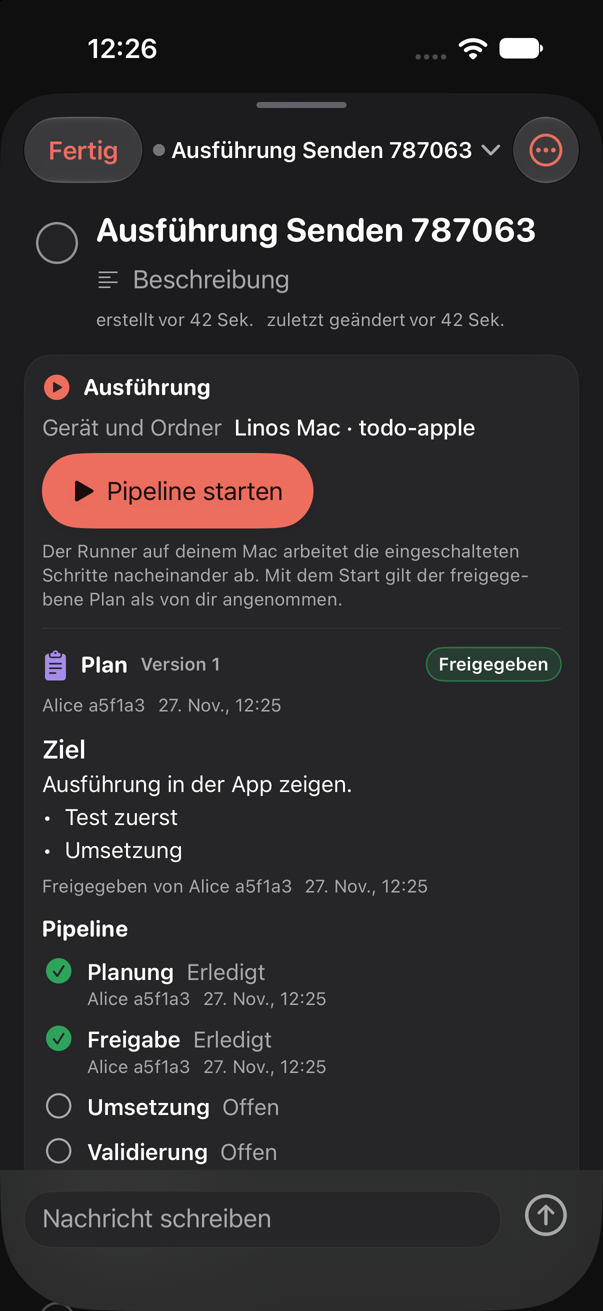 12:26
Fertig
Ausführung Senden 787063
Ausführung Senden 787063
Beschreibung
erstellt vor 42 Sek. zuletzt geändert vor 42 Sek.
Ausführung
Gerät und Ordner Linos Mac · todo-apple
Pipeline starten
Der Runner auf deinem Mac arbeitet die eingeschalteten
Schritte nacheinander ab. Mit dem Start gilt der freigege-
bene Plan als von dir angenommen.
Plan Version 1 Freigegeben
Alice a5f1a3 27. Nov., 12:25
Ziel
Ausführung in der App zeigen.
• Test zuerst
• Umsetzung
Freigegeben von Alice a5f1a3 27. Nov., 12:25
Pipeline
Planung Erledigt
Alice a5f1a3 27. Nov., 12:25
Freigabe Erledigt
Alice a5f1a3 27. Nov., 12:25
Umsetzung Offen
Validierung Offen
Nachricht schreiben